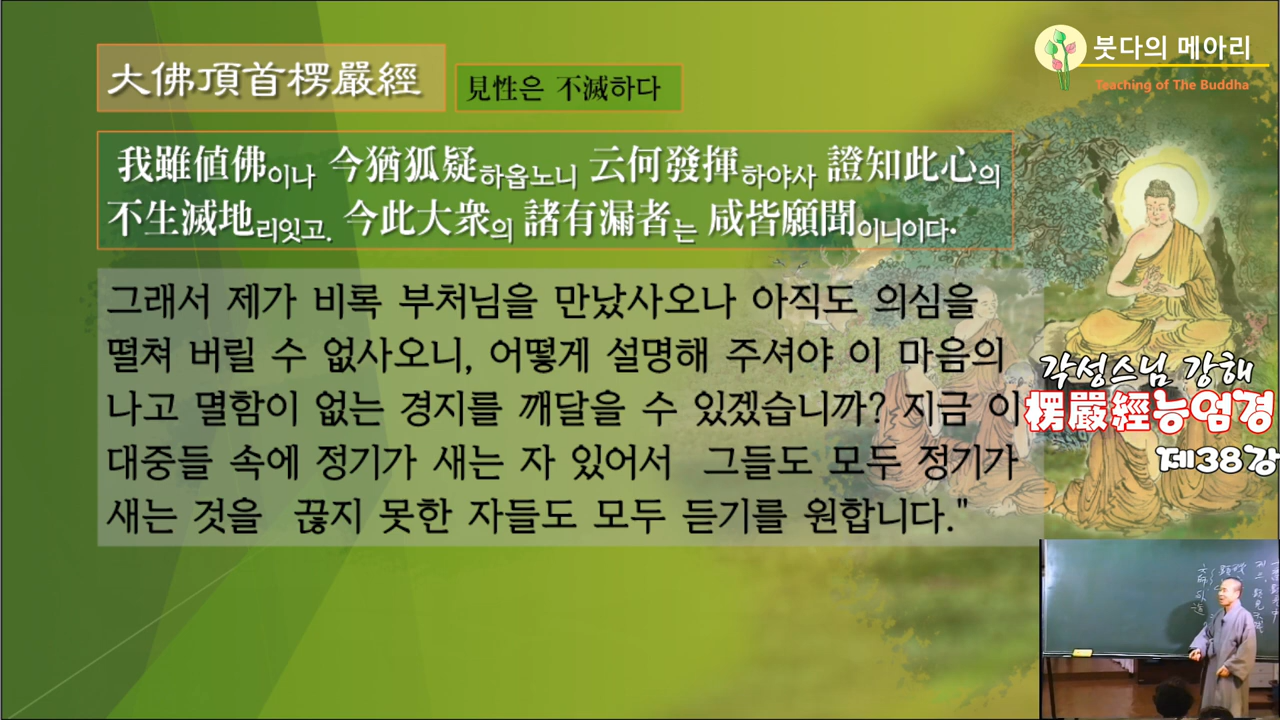 大佛頂首楞嚴經
見性은 不滅하다
붓다의 메아리
Teaching of The Buddha
我雖値佛이나 今猶狐疑하옵노니 云何發揮하야사 證知此心의
不生滅地리잇고. 今此大衆의 諸有漏者는 咸皆願聞이니이다.
그래서 제가 비록 부처님을 만났사오나 아직도 의심을
떨쳐 버릴 수 없사오니, 어떻게 설명해 주셔야 이 마음의
나고 멸함이 없는 경지를 깨달을 수 있겠습니까? 지금 이
대중들 속에 정기가 새는 자 있어서 그들도 모두 정기가
새는 것을 끊지 못한 자들도 모두 듣기를 원합니다."
각성스님 강해
楞嚴經능엄경
제38강